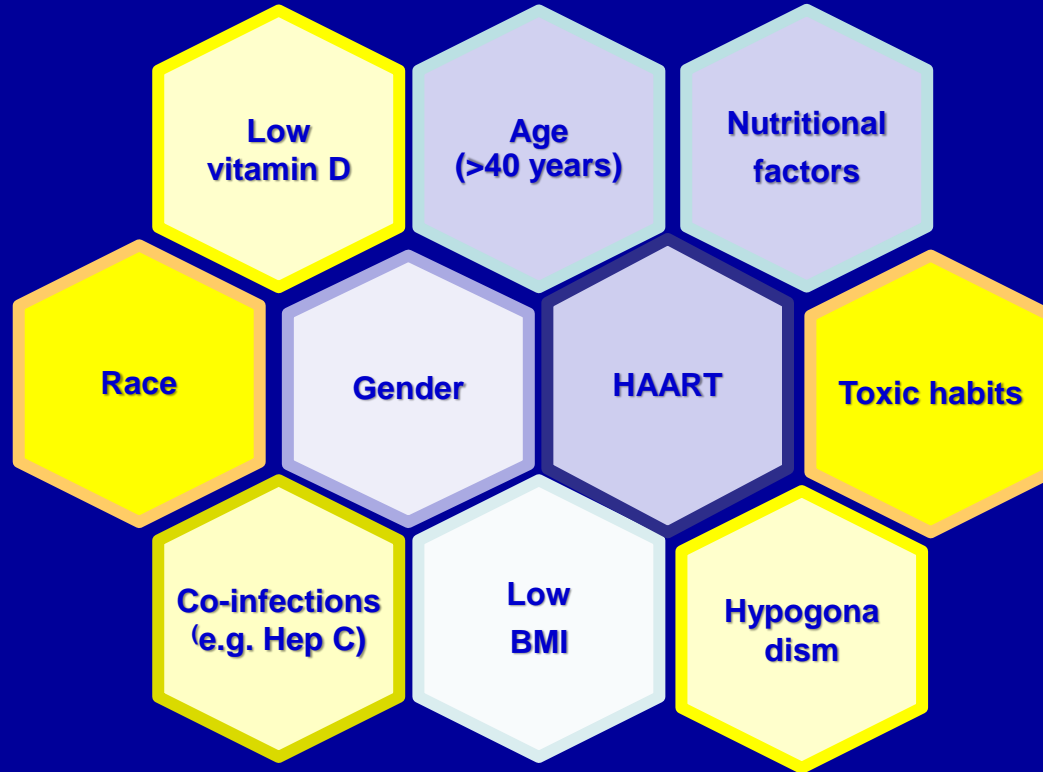 Low
vitamin D
Age
(>40 years)
Nutritional
factors
Race
Gender
HAART
Toxic habits
Co-infections
(e.g. Hep C)
Low
BMI
Hypogona
dism